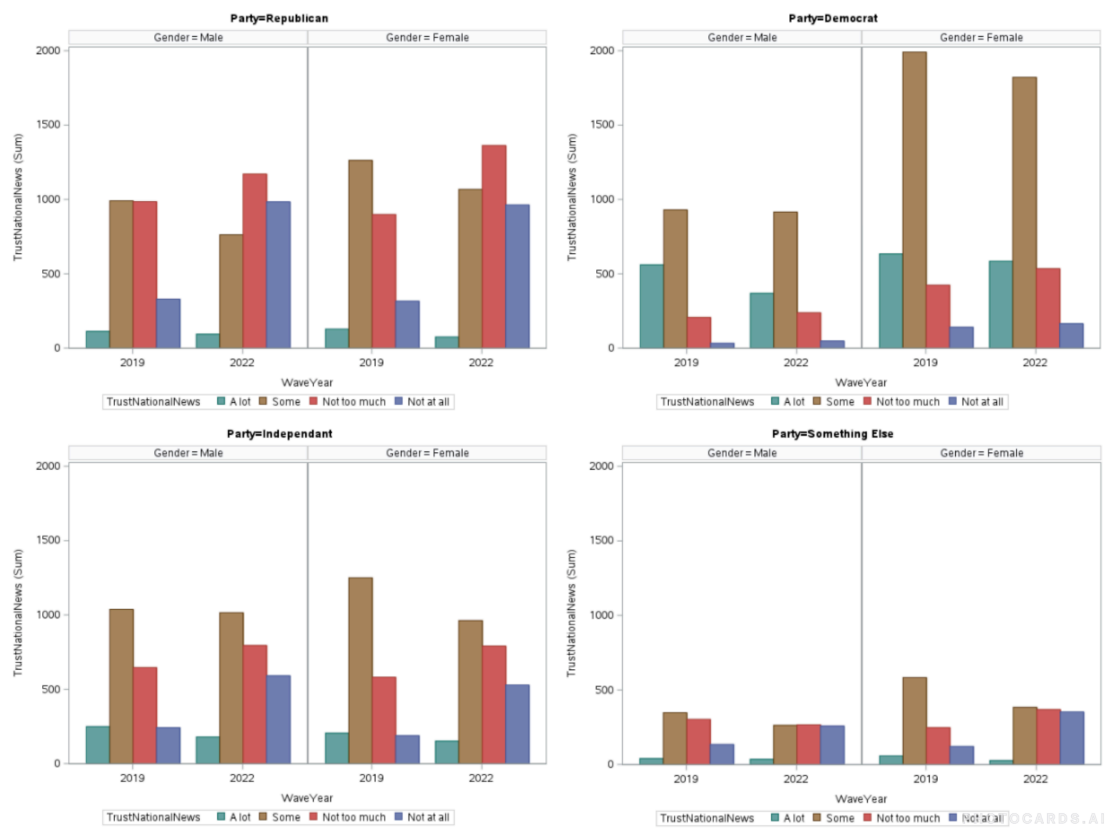 Party=Republican
Gender = Male Gender = Female
2000
1500
1000
500
0
TrustNationalNews (Sum)
2019 2022 2019 2022
WaveYear
TrustNationalNews A lot Some Not too much Not at all
Party=Democrat
Gender = Male Gender = Female
2000
1500
1000
500
0
TrustNationalNews (Sum)
2019 2022 2019 2022
WaveYear
TrustNationalNews A lot Some Not too much Not at all
Party=Independant
Gender = Male Gender = Female
2000
1500
1000
500
0
TrustNationalNews (Sum)
2019 2022 2019 2022
WaveYear
TrustNationalNews A lot Some Not too much Not at all
Party=Something Else
Gender = Male Gender = Female
2000
1500
1000
500
0
TrustNationalNews (Sum)
2019 2022 2019 2022
WaveYear
TrustNationalNews A lot Some Not too much Not at all